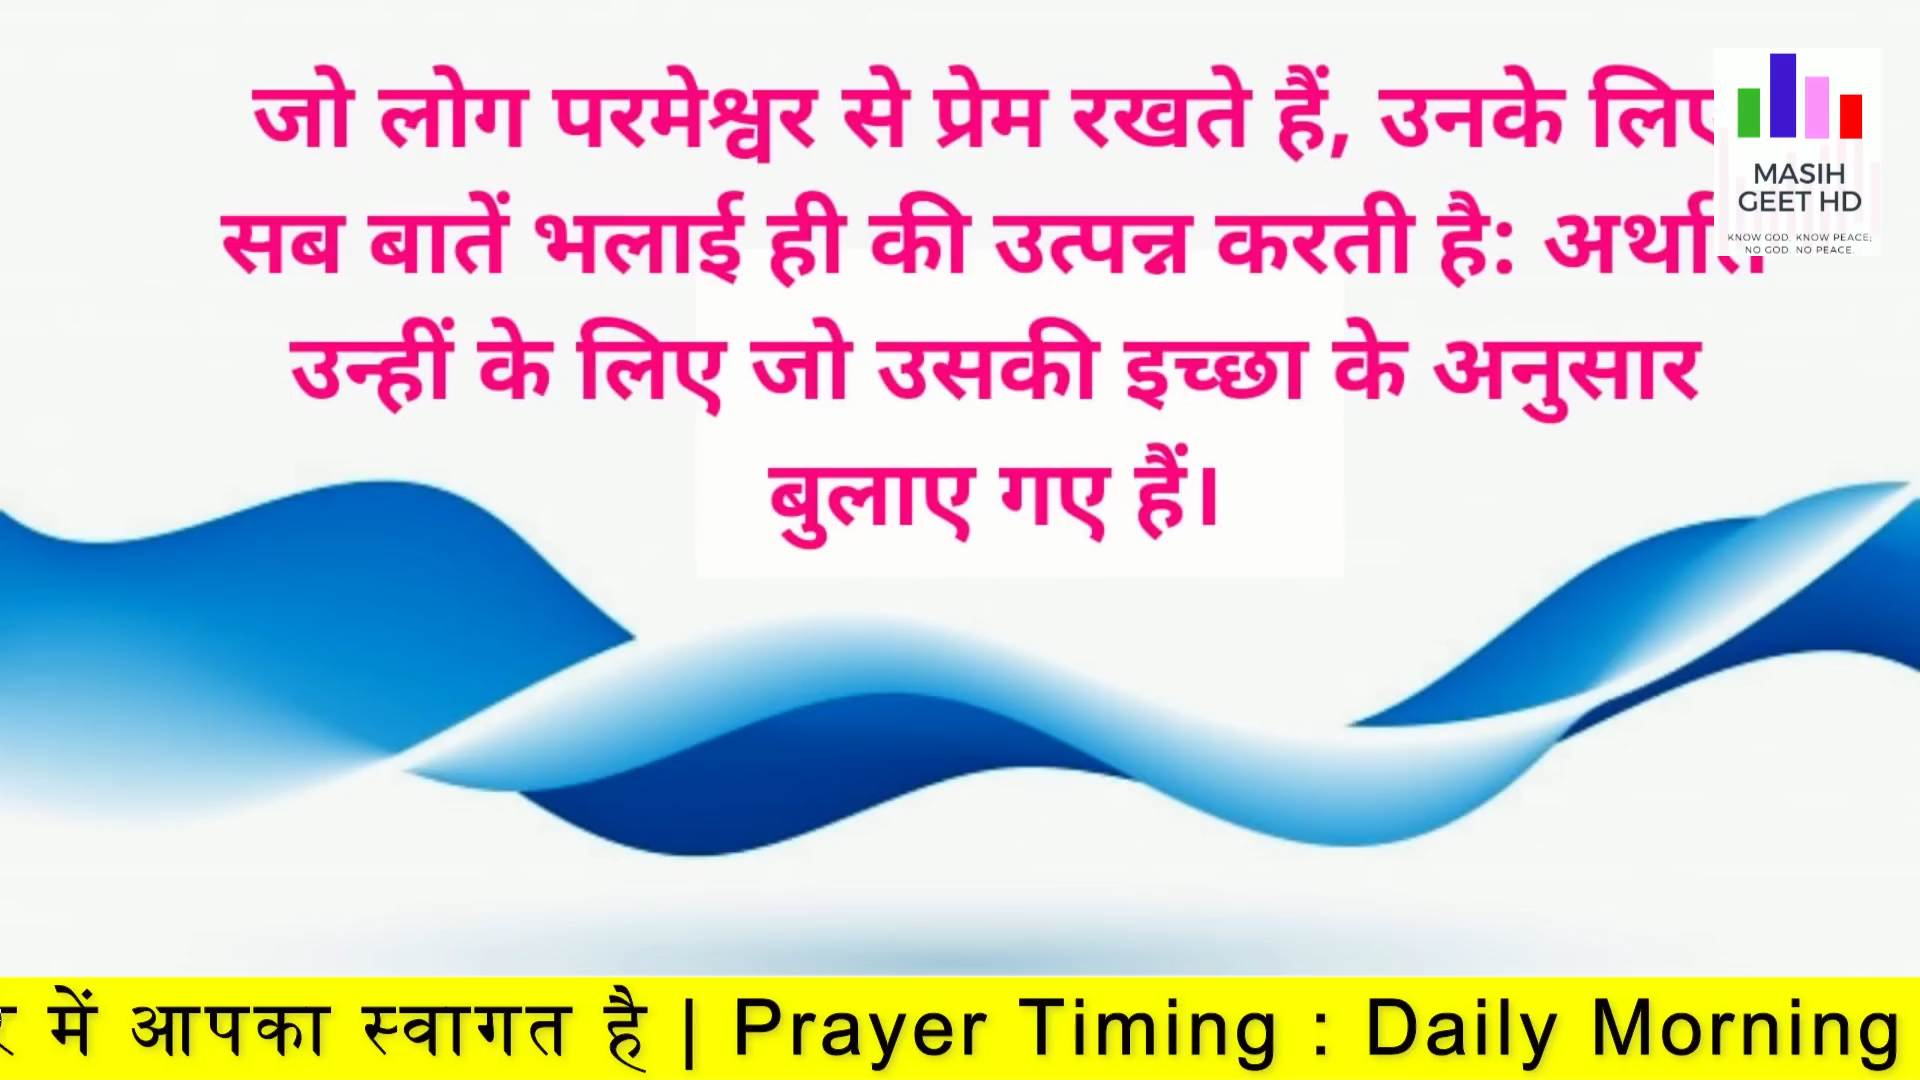 जो लोग परमेश्वर से प्रेम रखते हैं, उनके लिए
सब बातें भलाई ही की उत्पन्न करती है: अर्थात
उन्हीं के लिए जो उसकी इच्छा के अनुसार
बुलाए गए हैं।
MASIH
GEET HD
KNOW GOD. KNOW PEACE;
NO GOD. NO PEACE.
में आपका स्वागत है | Prayer Timing : Daily Morning